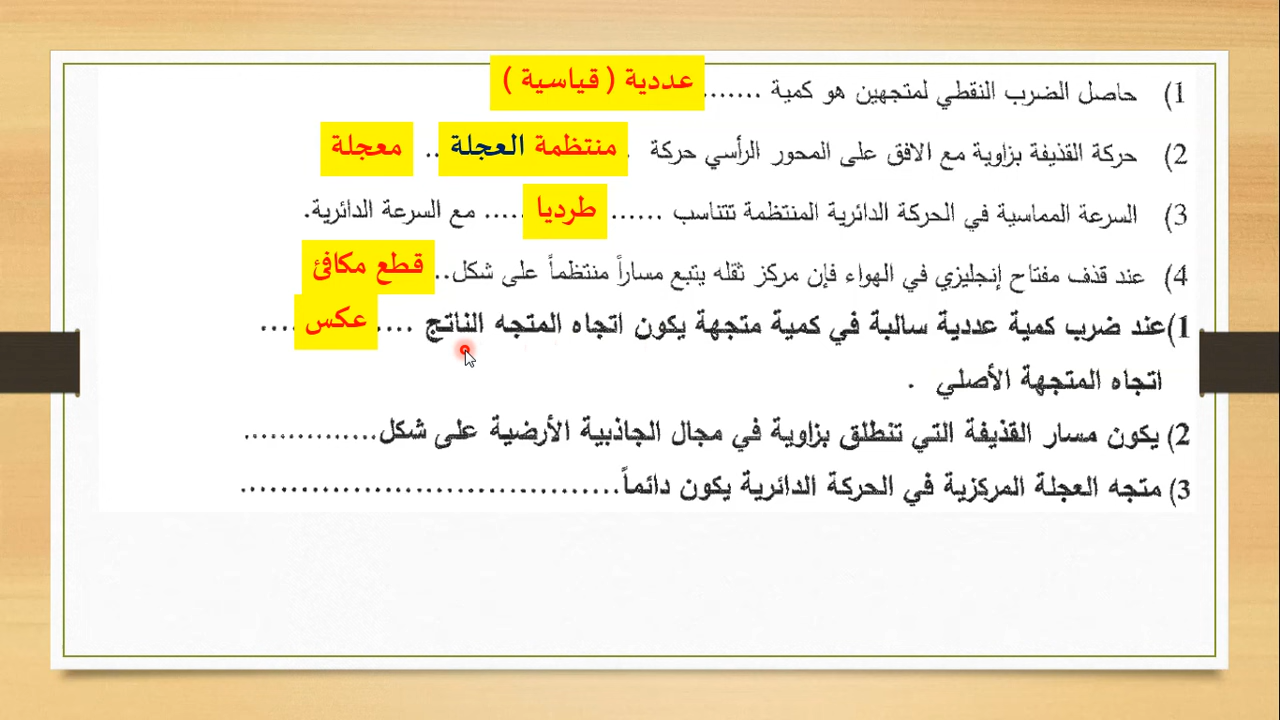 1) حاصل الضرب النقطي لمتجهين هو كمية ....... عددية ( قياسية )
2) حركة القذيفة بزاوية مع الافق على المحور الرأسي حركة . منتظمة العجلة .. معجلة
3) السرعة المماسية في الحركة الدائرية المنتظمة تتناسب ...... طرديا ..... مع السرعة الدائرية.
4) عند قذف مفتاح إنجليزي في الهواء فإن مركز ثقله يتبع مساراً منتظماً على شكل.. قطع مكافئ
1) عند ضرب كمية عددية سالبة في كمية متجهة يكون اتجاه المتجه الناتج .... عكس ....
اتجاه المتجهة الأصلي .
2) يكون مسار القذيفة التي تنطلق بزاوية في مجال الجاذبية الأرضية على شكل...............
3) متجه العجلة المركزية في الحركة الدائرية يكون دائماً.....................................